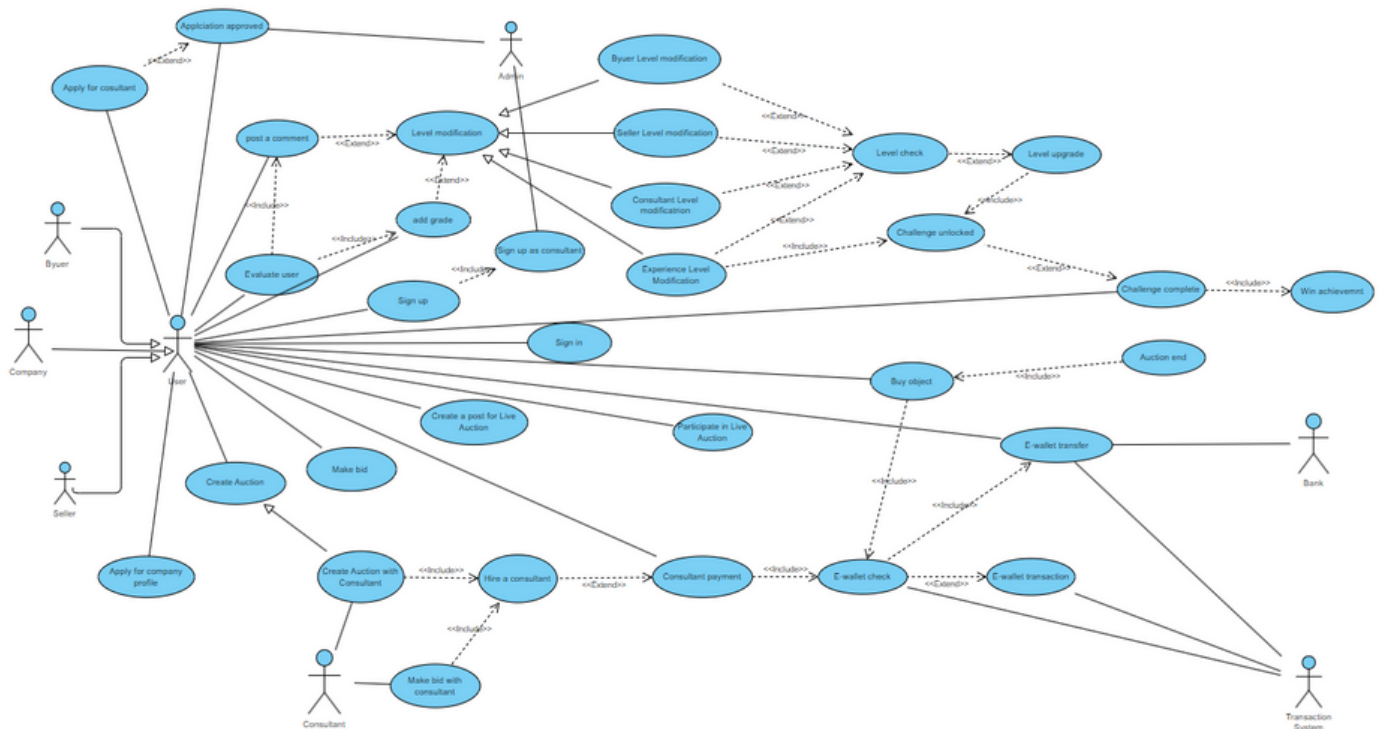 Applciation approved
<<Extend>>
Apply for cosultant
Admin
Byuer Level modification
<<Extend>>
post a comment
<<Extend>>
Level modification
Seller Level modification
<<Extend>>
Level check
<<Extend>>
Level upgrade
<<Extend>>
<<Include>>
Consultant Level
modificatrion
<<Extend>>
<<Include>>
<<Extend>>
add grade
<<Include>>
<<Include>>
Challenge unlocked
Byuer
Sign up as consultant
Evaluate user
<<Include>>
Experience Level
Modification
<<Extend>>
Sign up
Challenge complete
<<Include>>
Win achievemnt
Company
Sign in
Auction end
<<Include>>
User
Buy object
Create a post for Live
Auction
Participate in Live
Auction
E-wallet transfer
Make bid
Create Auction
Bank
<<Include>>
<<Include>>
Seller
Apply for company
profile
Create Auction with
Consultant
<<Include>>
Hire a consultant
<<Extend>>
Consultant payment
<<Include>>
E-wallet check
<<Extend>>
E-wallet transaction
<<Include>>
Make bid with
consultant
Consultant
Transaction
System